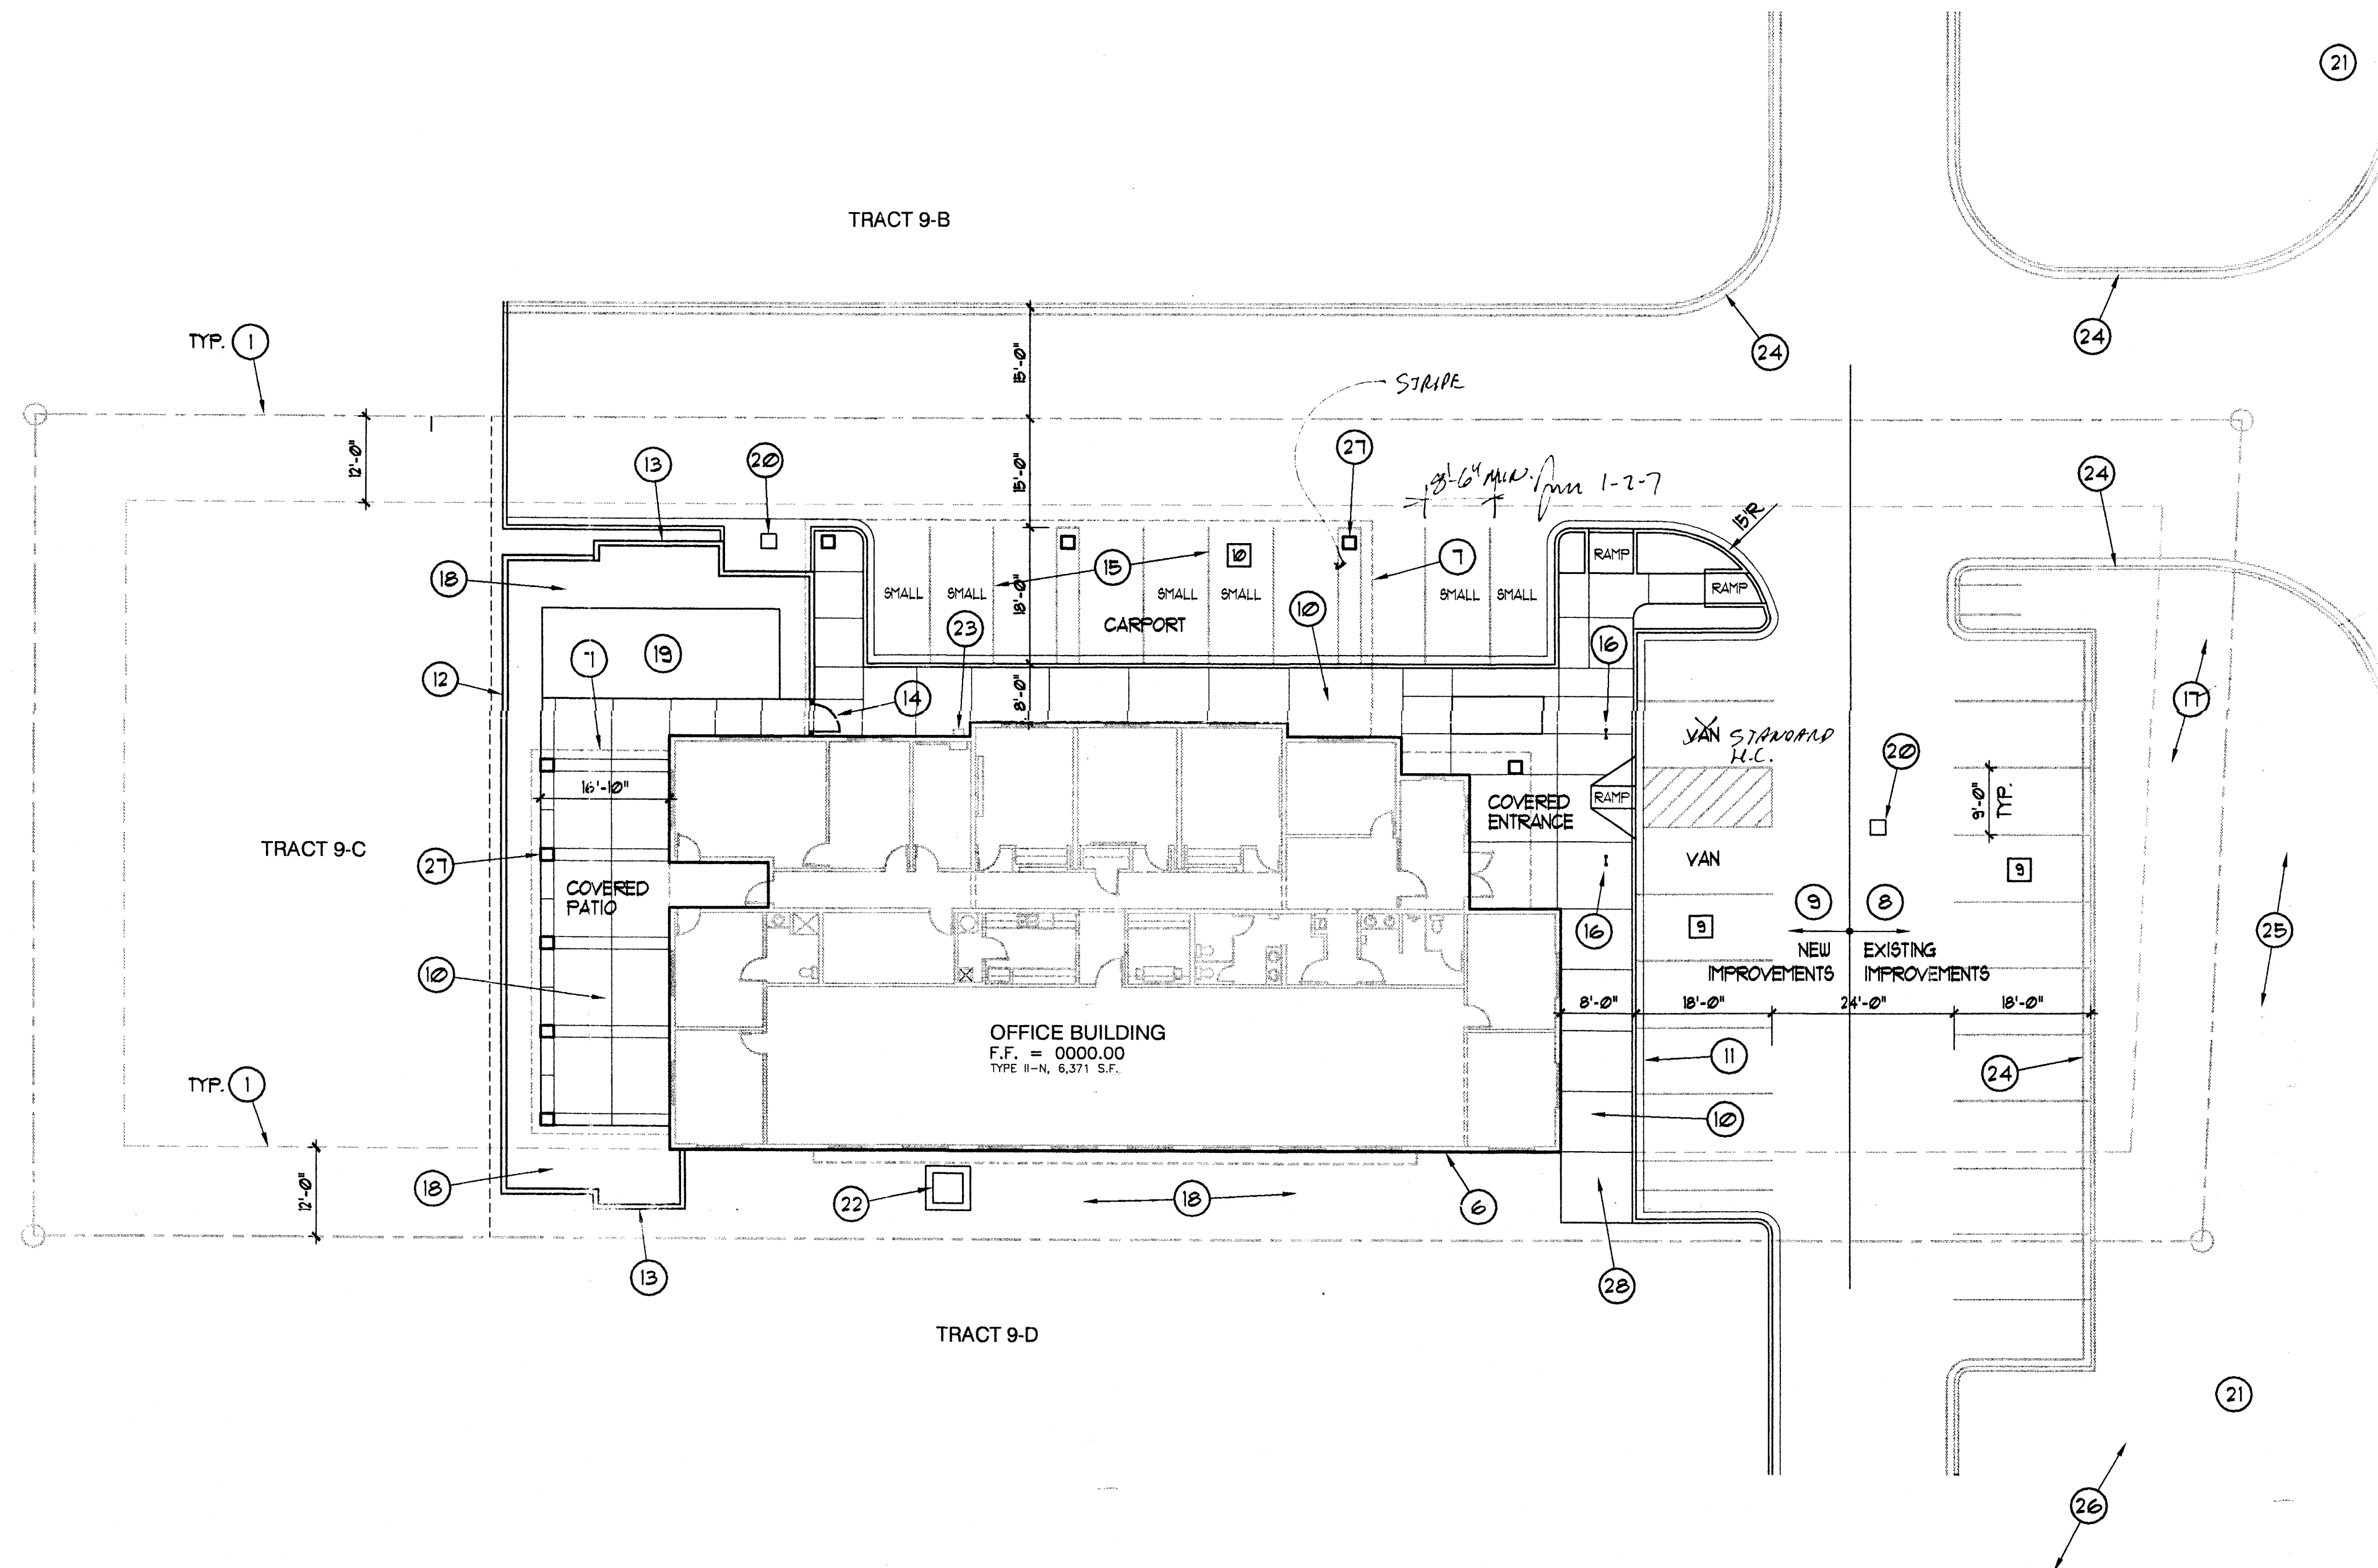 21
TRACT 9-B
TYP. 1
24
24
15'-0"
STRIPE
12'-0"
13
20
27
8'-6" MIN. 1-2-7
24
15'-0"
15'R
18
15
10
7
RAMP
RAMP
SMALL
SMALL
18'-0"
SMALL
SMALL
SMALL
SMALL
CARPORT
10
23
16
1
19
12
14
8'-0"
17
VAN STANDARD
H.C.
20
16'-10"
COVERED
ENTRANCE
RAMP
9'-0"
TYP.
TRACT 9-C
27
COVERED
PATIO
VAN
9
9
8
16
9
25
NEW
IMPROVEMENTS
EXISTING
IMPROVEMENTS
10
8'-0"
18'-0"
24'-0"
18'-0"
OFFICE BUILDING
F.F. = 0000.00
TYPE II-N, 6,371 S.F.
11
24
TYP. 1
10
18
12'-0"
22
18
6
13
28
TRACT 9-D
21
26